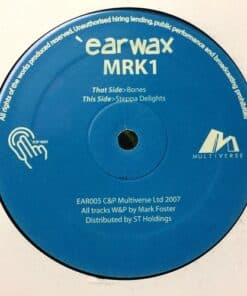 All rights of the works produced reserved. Unauthorised hiring lending, public performance and broadcasting prohibited
`earwax
MRK1
That Side>Bones
This Side>Steppa Delights
MULTIVERSE
EAR005 C&P Multiverse Ltd 2007
All tracks W&P by Mark Foster
Distributed by ST Holdings